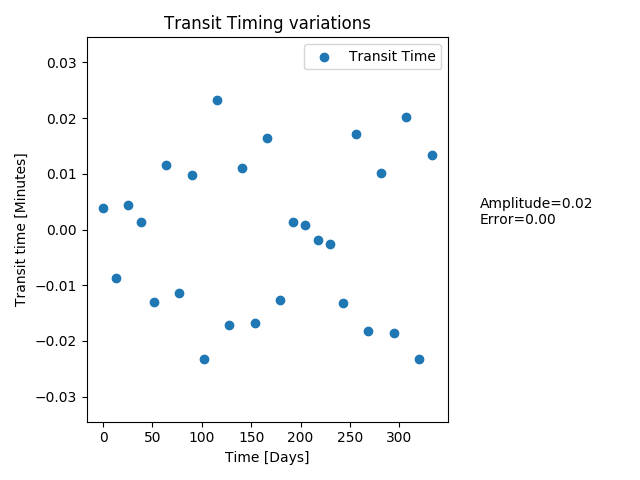 Transit Timing variations
Transit Time
Transit time [Minutes]
0.03
0.02
0.01
0.00
−0.01
−0.02
−0.03
0 50 100 150 200 250 300
Time [Days]
Amplitude=0.02
Error=0.00